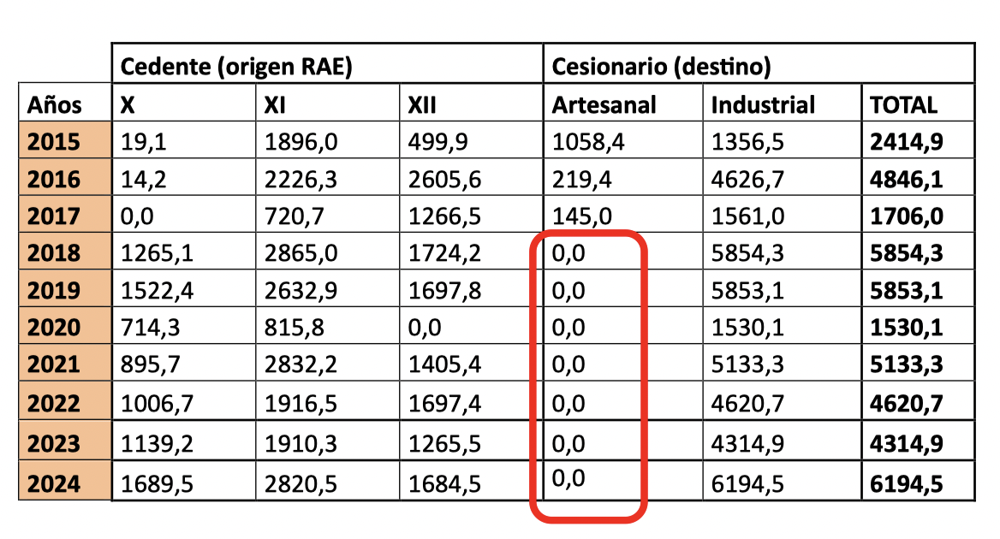 Cedente (origen RAE) Cesionario (destino)
Años X XI XII Artesanal Industrial TOTAL
2015 19,1 1896,0 499,9 1058,4 1356,5 2414,9
2016 14,2 2226,3 2605,6 219,4 4626,7 4846,1
2017 0,0 720,7 1266,5 145,0 1561,0 1706,0
2018 1265,1 2865,0 1724,2 0,0 5854,3 5854,3
2019 1522,4 2632,9 1697,8 0,0 5853,1 5853,1
2020 714,3 815,8 0,0 0,0 1530,1 1530,1
2021 895,7 2832,2 1405,4 0,0 5133,3 5133,3
2022 1006,7 1916,5 1697,4 0,0 4620,7 4620,7
2023 1139,2 1910,3 1265,5 0,0 4314,9 4314,9
2024 1689,5 2820,5 1684,5 0,0 6194,5 6194,5